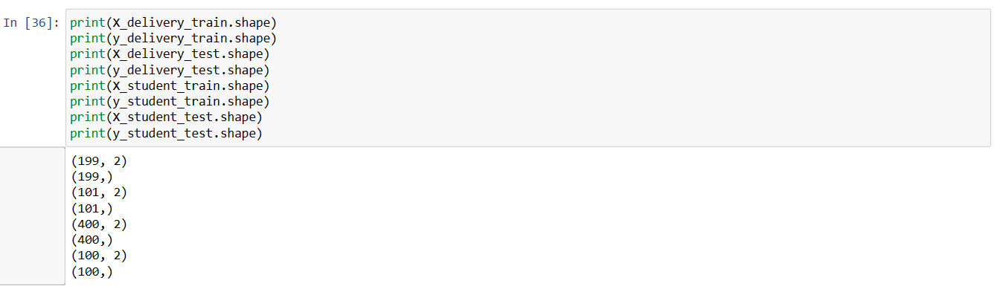 In [36]: print(X_delivery_train.shape)
print(y_delivery_train.shape)
print(X_delivery_test.shape)
print(y_delivery_test.shape)
print(X_student_train.shape)
print(y_student_train.shape)
print(X_student_test.shape)
print(y_student_test.shape)
(199, 2)
(199,)
(101, 2)
(101,)
(400, 2)
(400,)
(100, 2)
(100,)